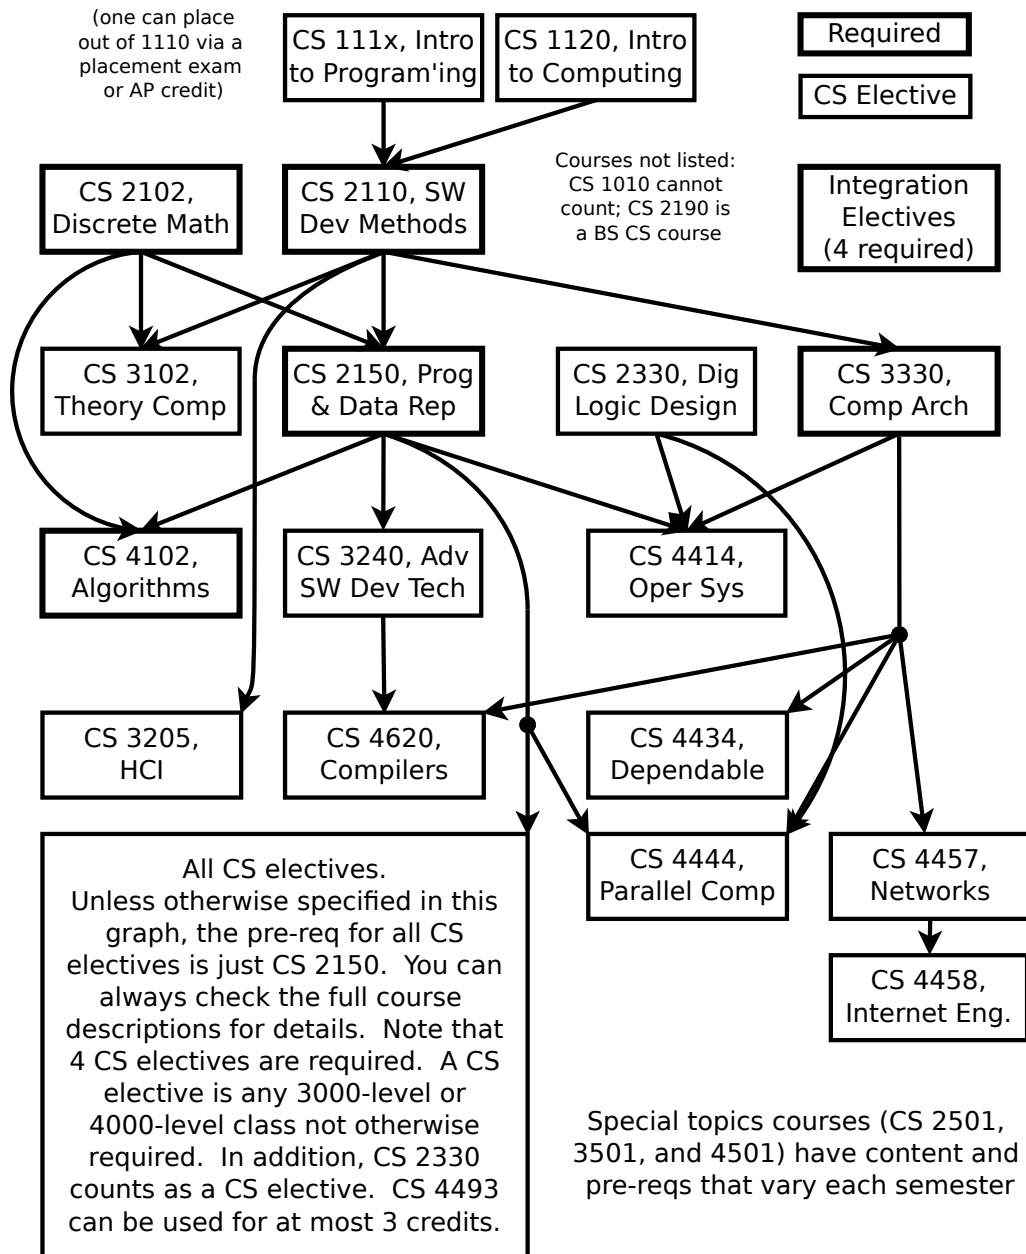 (one can place
out of 1110 via a
placement exam
or AP credit)
CS 111x, Intro
to Program'ing
CS 1120, Intro
to Computing
Required
CS Elective
CS 2102,
Discrete Math
CS 2110, SW
Dev Methods
Courses not listed:
CS 1010 cannot
count; CS 2190 is
a BS CS course
Integration
Electives
(4 required)
CS 3102,
Theory Comp
CS 2150, Prog
& Data Rep
CS 2330, Dig
Logic Design
CS 3330,
Comp Arch
CS 4102,
Algorithms
CS 3240, Adv
SW Dev Tech
CS 4414,
Oper Sys
CS 3205,
HCI
CS 4620,
Compilers
CS 4434,
Dependable
All CS electives.
Unless otherwise specified in this
graph, the pre-req for all CS
electives is just CS 2150.  You can
always check the full course
descriptions for details.  Note that
4 CS electives are required.  A CS
elective is any 3000-level or
4000-level class not otherwise
required.  In addition, CS 2330
counts as a CS elective.  CS 4493
can be used for at most 3 credits.
CS 4444,
Parallel Comp
CS 4457,
Networks
CS 4458,
Internet Eng.
Special topics courses (CS 2501,
3501, and 4501) have content and
pre-reqs that vary each semester